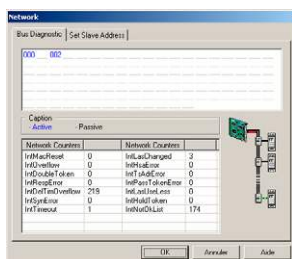 Network
Bus Diagnostic Set Slave Address
000 002
Caption
- Active - Passive
Network Counters Network Counters
IntMacReset 0 IntLasChanged 3
IntOverflow 0 IntHsaError 0
IntDoubleToken 0 IntTsAdrError 0
IntRespError 0 IntPassTokenError 0
IntDelTimOverflow 219 IntLasUseLess 0
IntSynError 0 IntHoldToken 0
IntTimeout 1 IntNotOkList 174
OK Annuler Aide